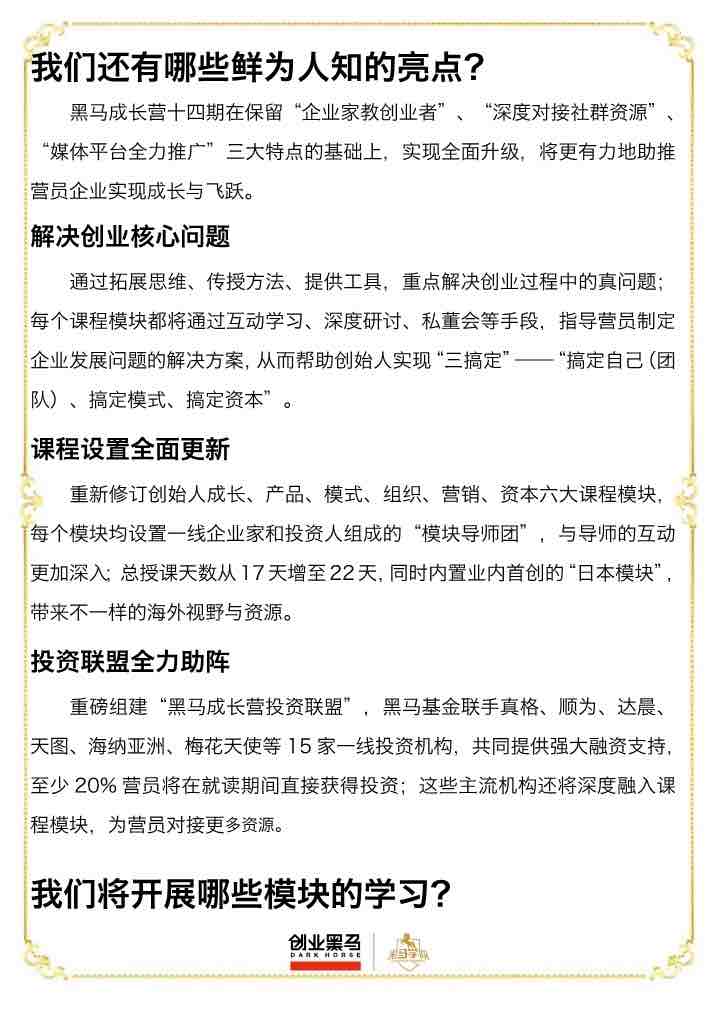 我们还有哪些鲜为人知的亮点？
黑马成长营十四期在保留“企业家教创业者”、“深度对接社群资源”、
“媒体平台全力推广”三大特点的基础上，实现全面升级，将更有力地助推
营员企业实现成长与飞跃。
解决创业核心问题
通过拓展思维、传授方法、提供工具，重点解决创业过程中的真问题；
每个课程模块都将通过互动学习、深度研讨、私董会等手段，指导营员制定
企业发展问题的解决方案，从而帮助创始人实现“三搞定”——“搞定自己（团
队）、搞定模式、搞定资本”。
课程设置全面更新
重新修订创始人成长、产品、模式、组织、营销、资本六大课程模块，
每个模块均设置一线企业家和投资人组成的“模块导师团”，与导师的互动
更加深入；总授课天数从17天增至22天，同时内置业内首创的“日本模块”，
带来不一样的海外视野与资源。
投资联盟全力助阵
重磅组建“黑马成长营投资联盟”，黑马基金联手真格、顺为、达晨、
天图、海纳亚洲、梅花天使等 15 家一线投资机构，共同提供强大融资支持，
至少 20% 营员将在就读期间直接获得投资；这些主流机构还将深度融入课
程模块，为营员对接更多资源。
我们将开展哪些模块的学习？
创业黑马 黑马学院
DARK HORSE